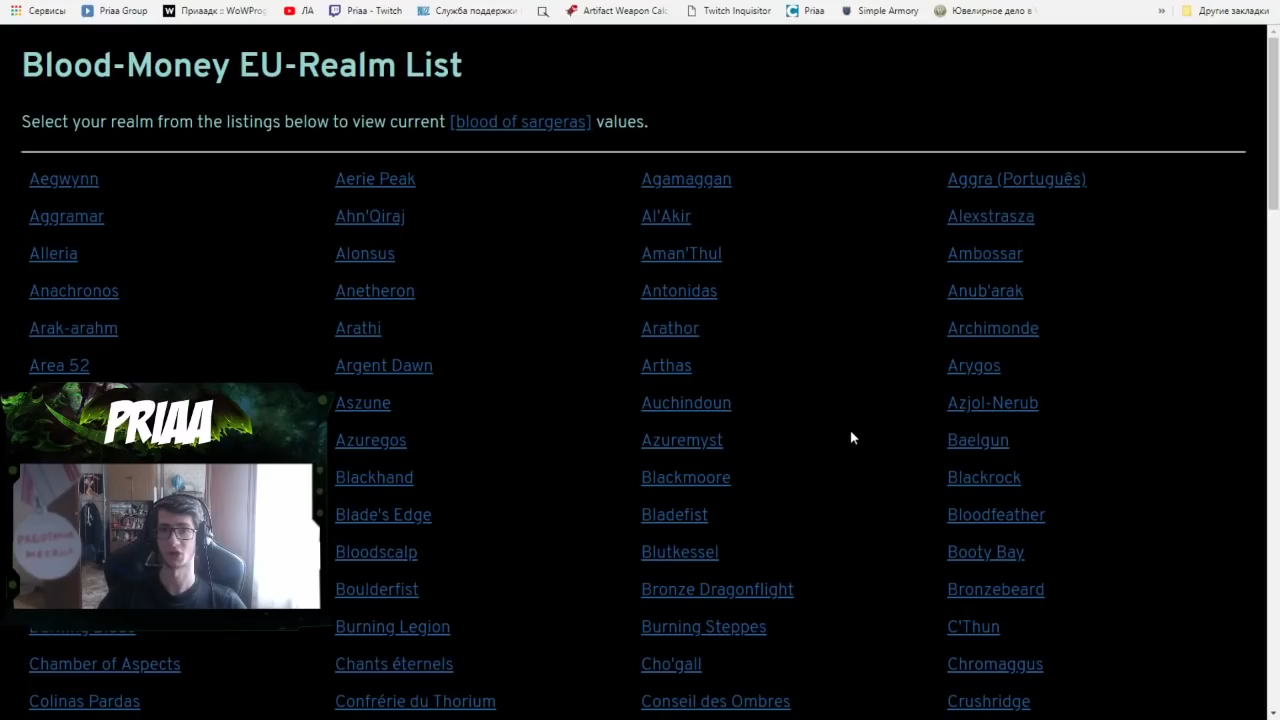 Сервисы Priaa Group Приаадк :: WoWProg ЛА Priaa - Twitch Служба поддержки Artifact Weapon Calc Twitch Inquisitor Priaa Simple Armory Ювелирное дело в » Другие закладки
Blood-Money EU-Realm List
Select your realm from the listings below to view current [blood of sargeras] values.
Aegwynn Aerie Peak Agamaggan Aggra (Português)
Aggramar Ahn'Qiraj Al'Akir Alexstrasza
Alleria Alonsus Aman'Thul Ambossar
Anachronos Anetheron Antonidas Anub'arak
Arak-arahm Arathi Arathor Archimonde
Area 52 Argent Dawn Arthas Arygos
Aszune Auchindoun Azjol-Nerub
PRIAA
Azuregos Azuremyst Baelgun
Blackhand Blackmoore Blackrock
Blade's Edge Bladefist Bloodfeather
РАБОТНИК
МЕСЯЦА
Bloodscalp Blutkessel Booty Bay
Boulderfist Bronze Dragonflight Bronzebeard
Burning Legion Burning Steppes C'Thun
Chamber of Aspects Chants éternels Cho'gall Chromaggus
Colinas Pardas Confrérie du Thorium Conseil des Ombres Crushridge